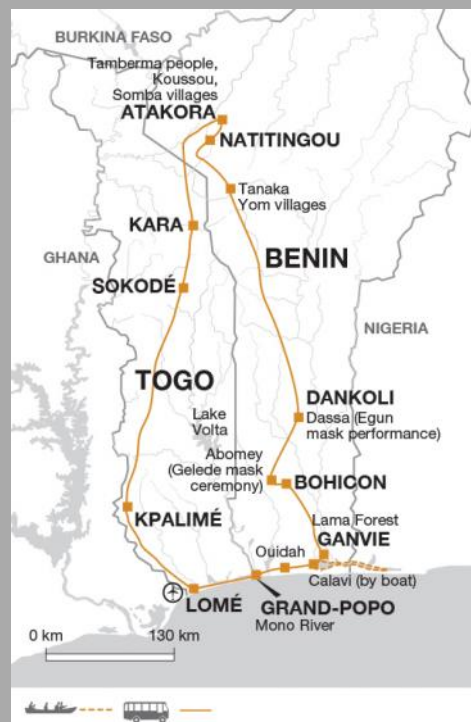 BURKINA FASO
Tamberma people,
Koussou,
Somba villages
ATAKORA
NATITINGOU
Tanaka
Yom villages
KARA
BENIN
GHANA
SOKODÉ
NIGERIA
TOGO
DANKOLI
Dassa (Egun
mask performance)
Lake
Volta
Abomey
(Gelede mask
ceremony)
BOHICON
KPALIMÉ
Lama Forest
GANVIE
Ouidah
Calavi (by boat)
LOMÉ
GRAND-POPO
Mono River
0 km
130 km